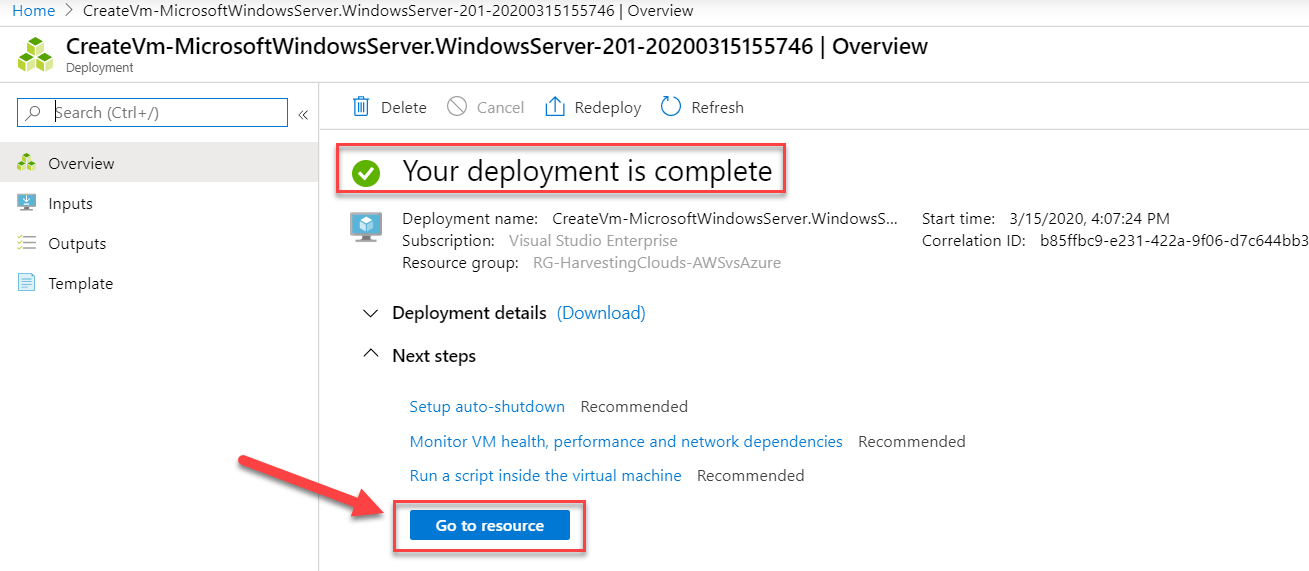 Home > CreateVm-MicrosoftWindowsServer.WindowsServer-201-20200315155746 | Overview
CreateVm-MicrosoftWindowsServer.WindowsServer-201-20200315155746 | Overview
Deployment
Search (Ctrl+/)
«
Overview
Inputs
Outputs
Template
Delete Cancel Redeploy Refresh
Your deployment is complete
Deployment name: CreateVm-MicrosoftWindowsServer.WindowsS... Start time: 3/15/2020, 4:07:24 PM
Subscription: Visual Studio Enterprise Correlation ID: b85ffbc9-e231-422a-9f06-d7c644bb3
Resource group: RG-HarvestingClouds-AWSvsAzure
Deployment details (Download)
Next steps
Setup auto-shutdown Recommended
Monitor VM health, performance and network dependencies Recommended
Run a script inside the virtual machine Recommended
Go to resource